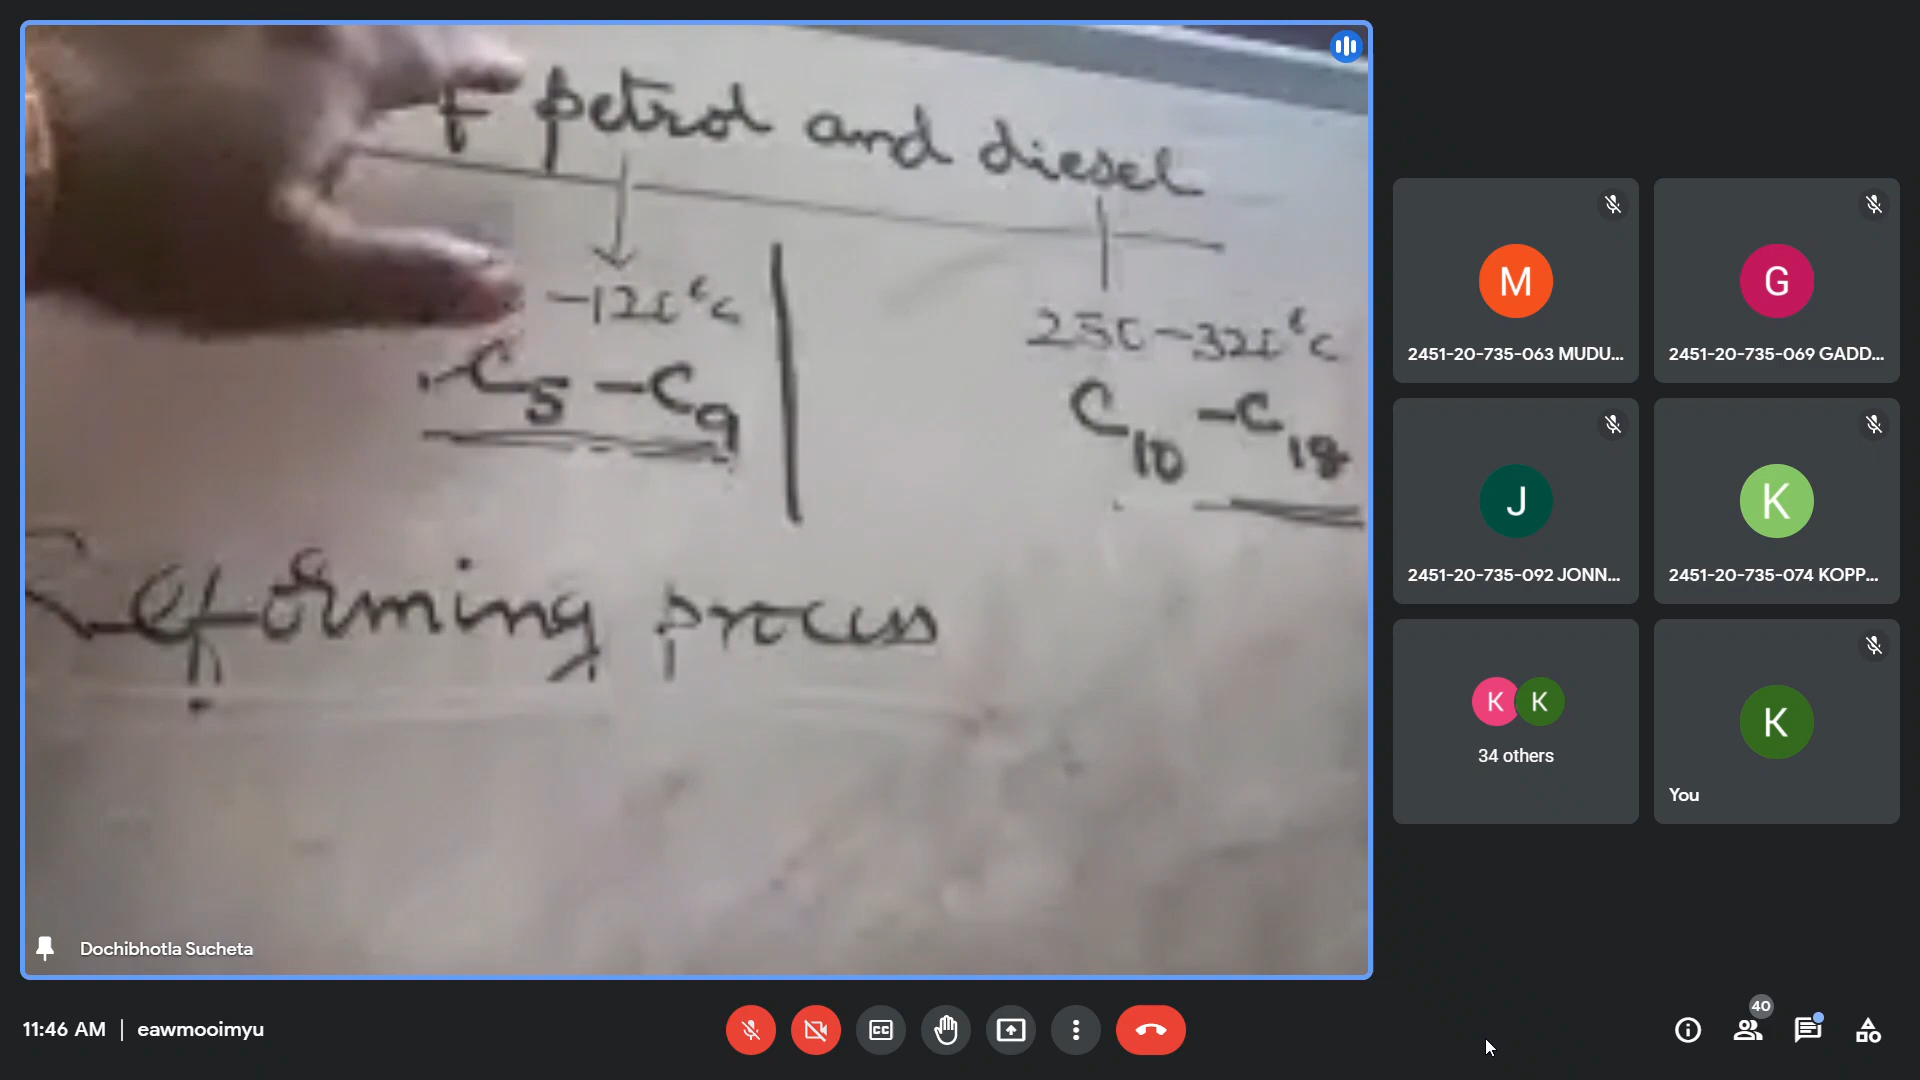 F petrol and diesel
-120°C
250-320°C
C5 - C9
C10 - C18
Reforming process
Dochibhotla Sucheta
2451-20-735-063 MUDU...
2451-20-735-069 GADD...
2451-20-735-092 JONN...
2451-20-735-074 KOPP...
34 others
You
M
G
J
K
K
K
K
11:46 AM | eawmooimyu
CC
40